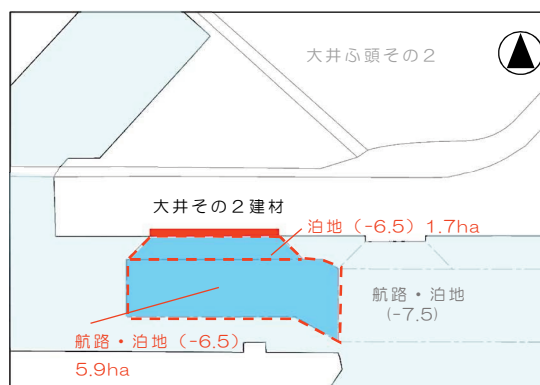 大井ふ頭その2
大井その2建材
泊地（-6.5）1.7ha
航路・泊地
(-7.5)
航路・泊地（-6.5）
5.9ha